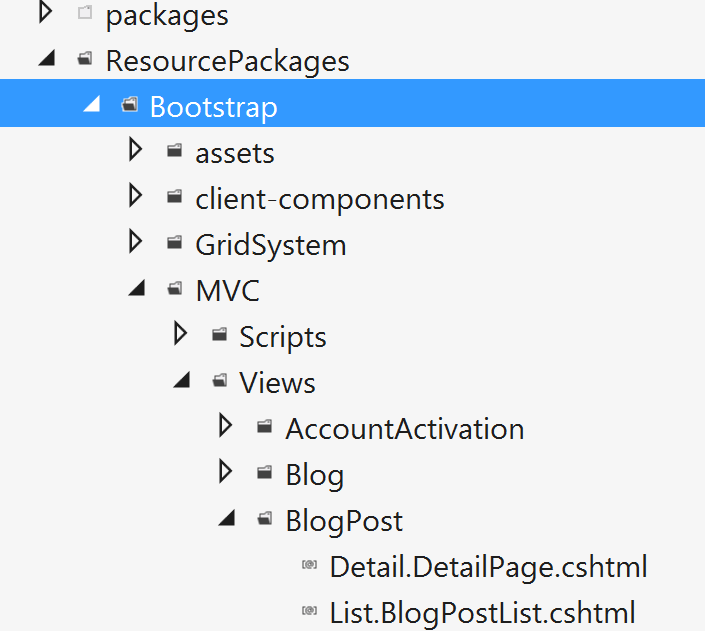 packages
ResourcePackages
Bootstrap
assets
client-components
GridSystem
MVC
Scripts
Views
AccountActivation
Blog
BlogPost
Detail.DetailPage.cshtml
List.BlogPostList.cshtml